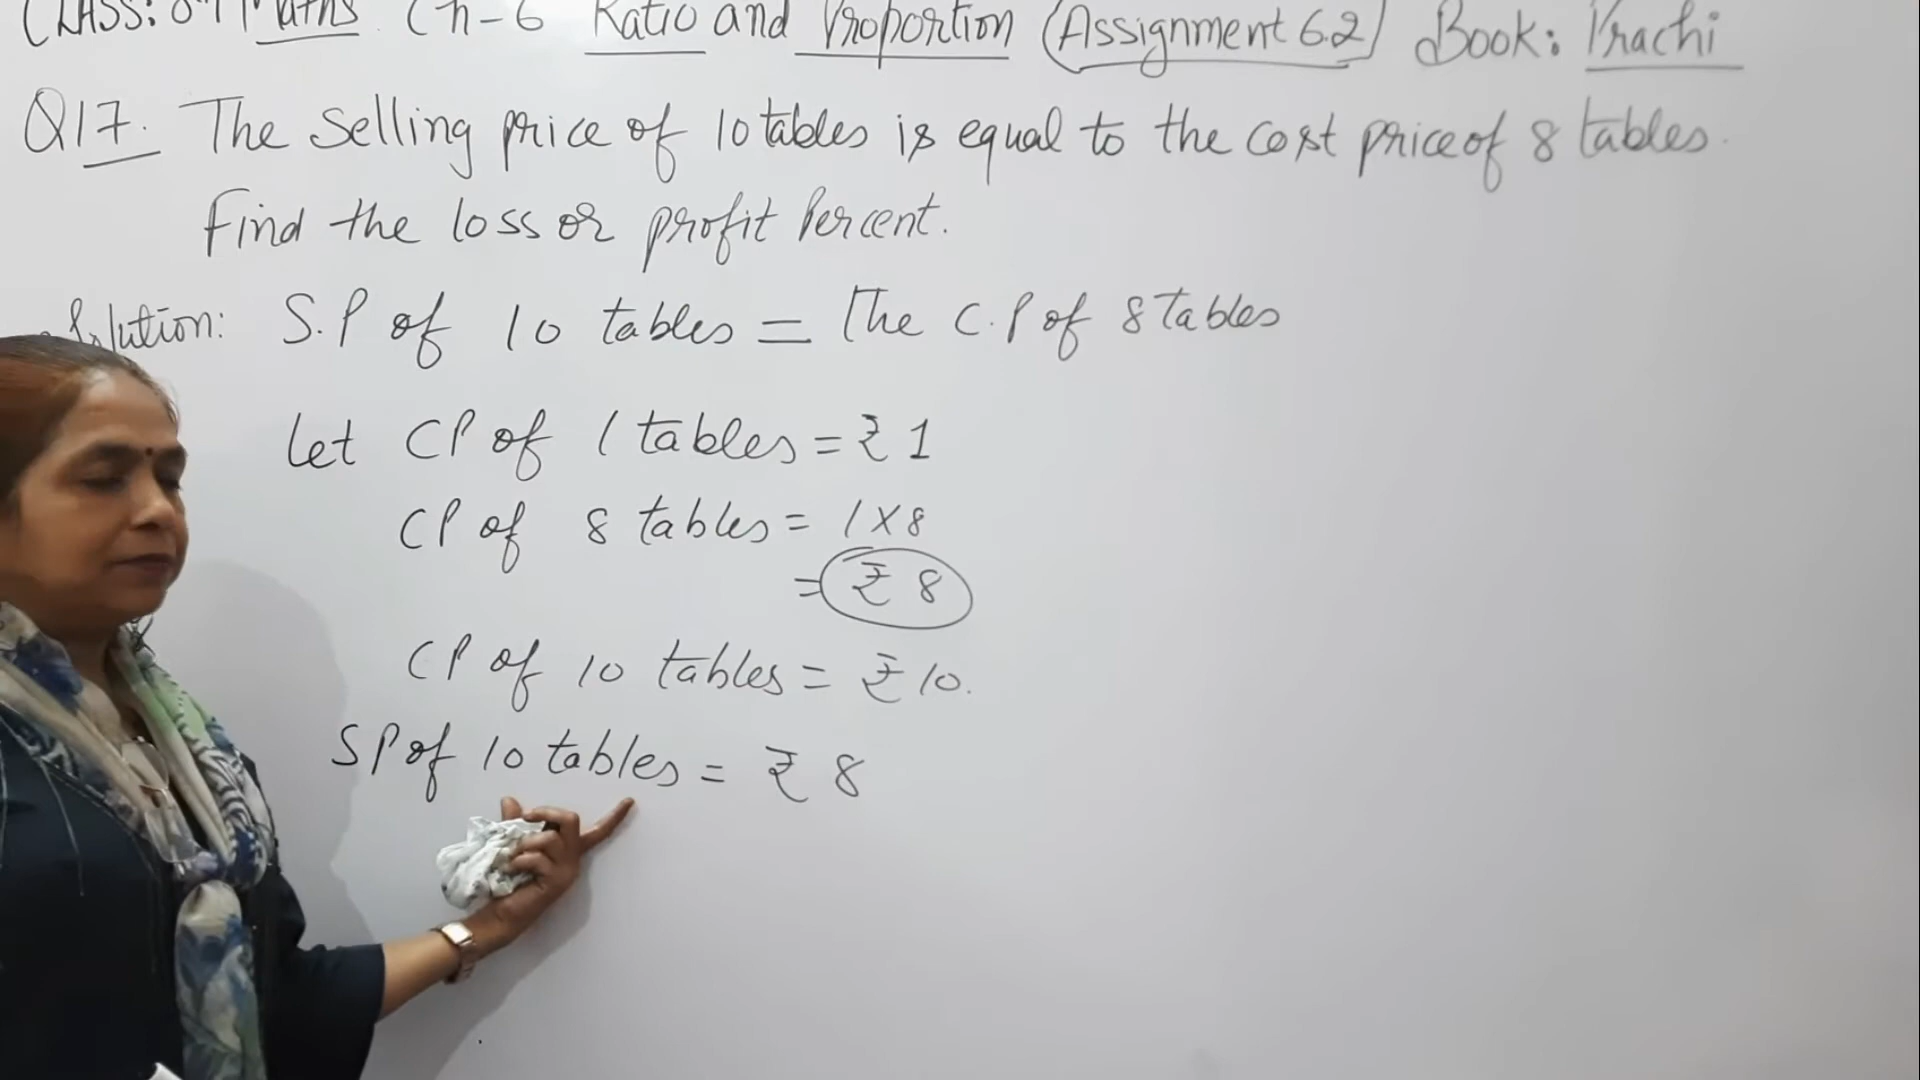 CLASS: 8th Maths Ch-6 Ratio and Proportion (Assignment 6.2) Book: Prachi
Q17. The selling price of 10 tables is equal to the cost price of 8 tables.
Find the loss or profit Percent.
Solution: S.P of 10 tables = The C.P of 8 tables
Let CP of 1 tables = ₹ 1
CP of 8 tables = 1 X 8
= ₹ 8
CP of 10 tables = ₹ 10.
SP of 10 tables = ₹ 8